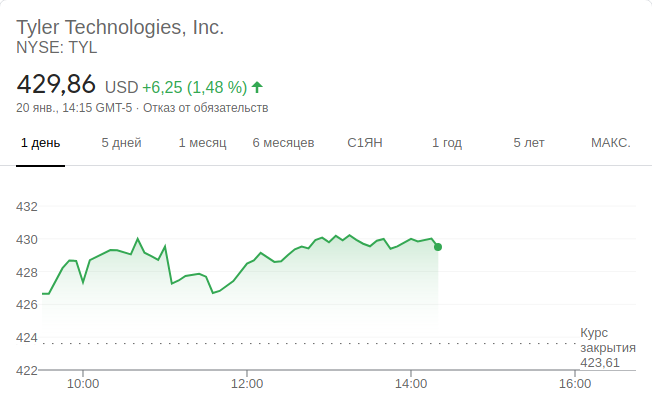 Tyler Technologies, Inc.
NYSE: TYL
429,86 USD +6,25 (1,48 %)
20 янв., 14:15 GMT-5 · Отказ от обязательств
1 день 5 дней 1 месяц 6 месяцев С1ЯН 1 год 5 лет МАКС.
432
430
428
426
424
422
Курс
закрытия
423,61
10:00 12:00 14:00 16:00